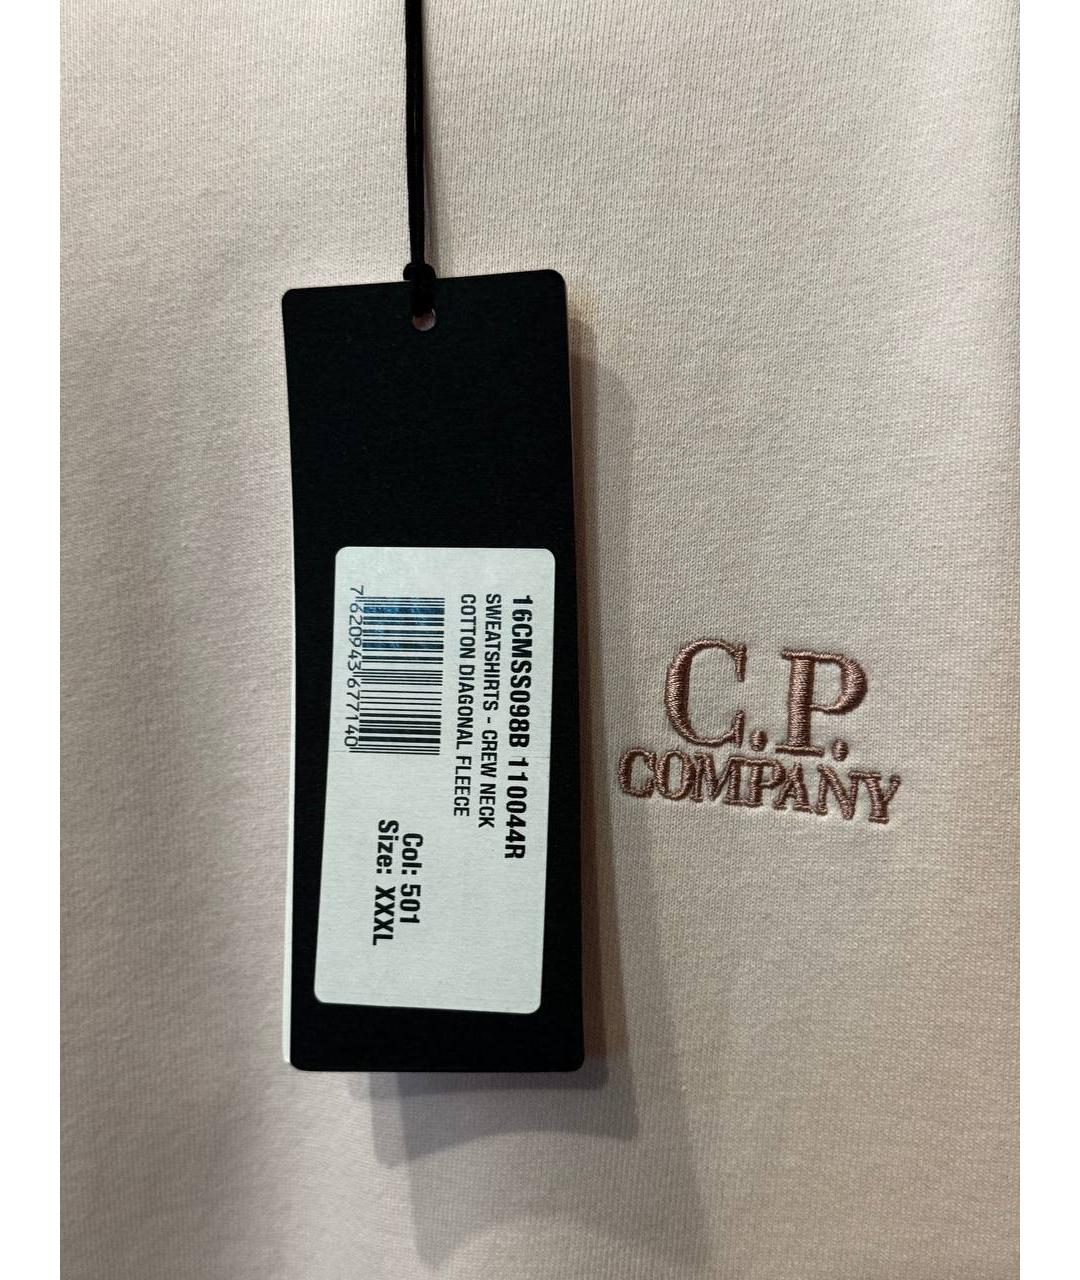 16CMSS098B 110044R
SWEATSHIRTS - CREW NECK
COTTON DIAGONAL FLEECE
7620943677140
Col: 501
Size: XXXL
C.P.
COMPANY